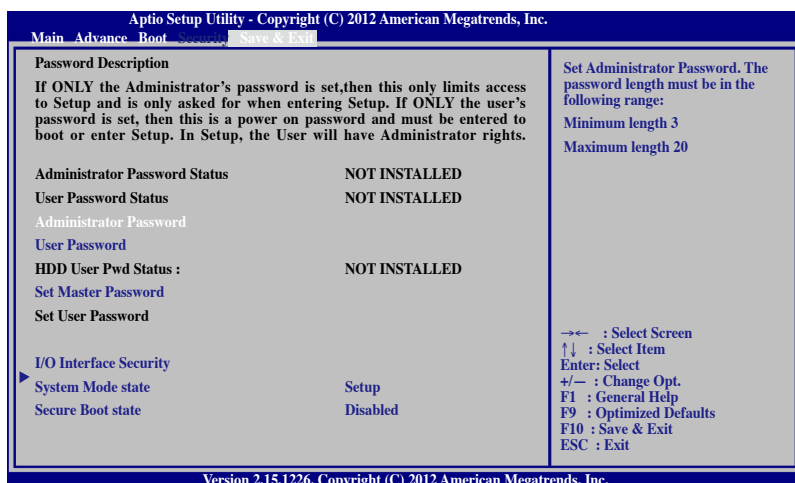 Aptio Setup Utility - Copyright (C) 2012 American Megatrends, Inc.
Main Advance Boot Security Save & Exit
Password Description
If ONLY the Administrator's password is set,then this only limits access
to Setup and is only asked for when entering Setup. If ONLY the user's
password is set, then this is a power on password and must be entered to
boot or enter Setup. In Setup, the User will have Administrator rights.
Administrator Password Status NOT INSTALLED
User Password Status NOT INSTALLED
Administrator Password
User Password
HDD User Pwd Status : NOT INSTALLED
Set Master Password
Set User Password
I/O Interface Security
System Mode state Setup
Secure Boot state Disabled
Set Administrator Password. The
password length must be in the
following range:
Minimum length 3
Maximum length 20
→← : Select Screen
↑↓ : Select Item
Enter: Select
+/— : Change Opt.
F1 : General Help
F9 : Optimized Defaults
F10 : Save & Exit
ESC : Exit
Version 2.15.1226. Copyright (C) 2012 American Megatrends, Inc.